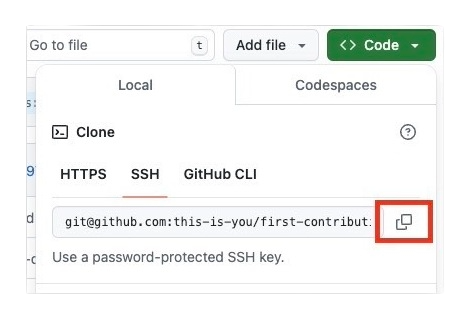 Go to file t Add file <> Code
Local Codespaces
Clone
HTTPS SSH GitHub CLI
git@github.com:this-is-you/first-contributi
Use a password-protected SSH key.